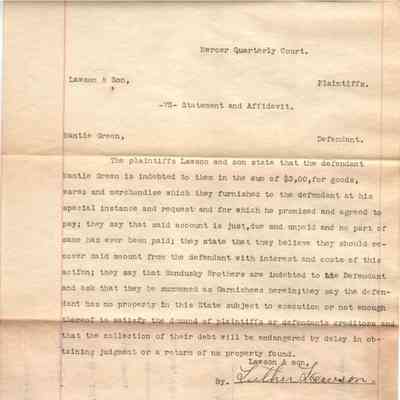 Mercer Quarterly Court.
Lawson & Son, Plaintiffs.
-VS- Statement and Affidavit.
Mantie Green, Defendant.
The plaintiffs Lawson and son state that the defendant
Mantie Green is indebted to them in the sum of $3,00,for goods,
wares and merchandise which they furnished to the defendant at his
special instance and request and for which he promised and agreed to
pay; they say that said account is just,due and unpaid and no part of
same has ever been paid; they state that they believe they should re-
cover said amount from the defendant with interest and costs of this
action; they say that Sandusky Brothers are indebted to the Defendant
and ask that they be summoned as Garnishees herein;they say the defen-
dant has no property in this State subject to execution or not enough
thereof to satisfy the demand of plaintiffs or defendants creditors and
that the collection of their debt will be endangered by delay in ob-
taining judgment or a return of no property found.
Lawson & son.
By. Luther Lawson.